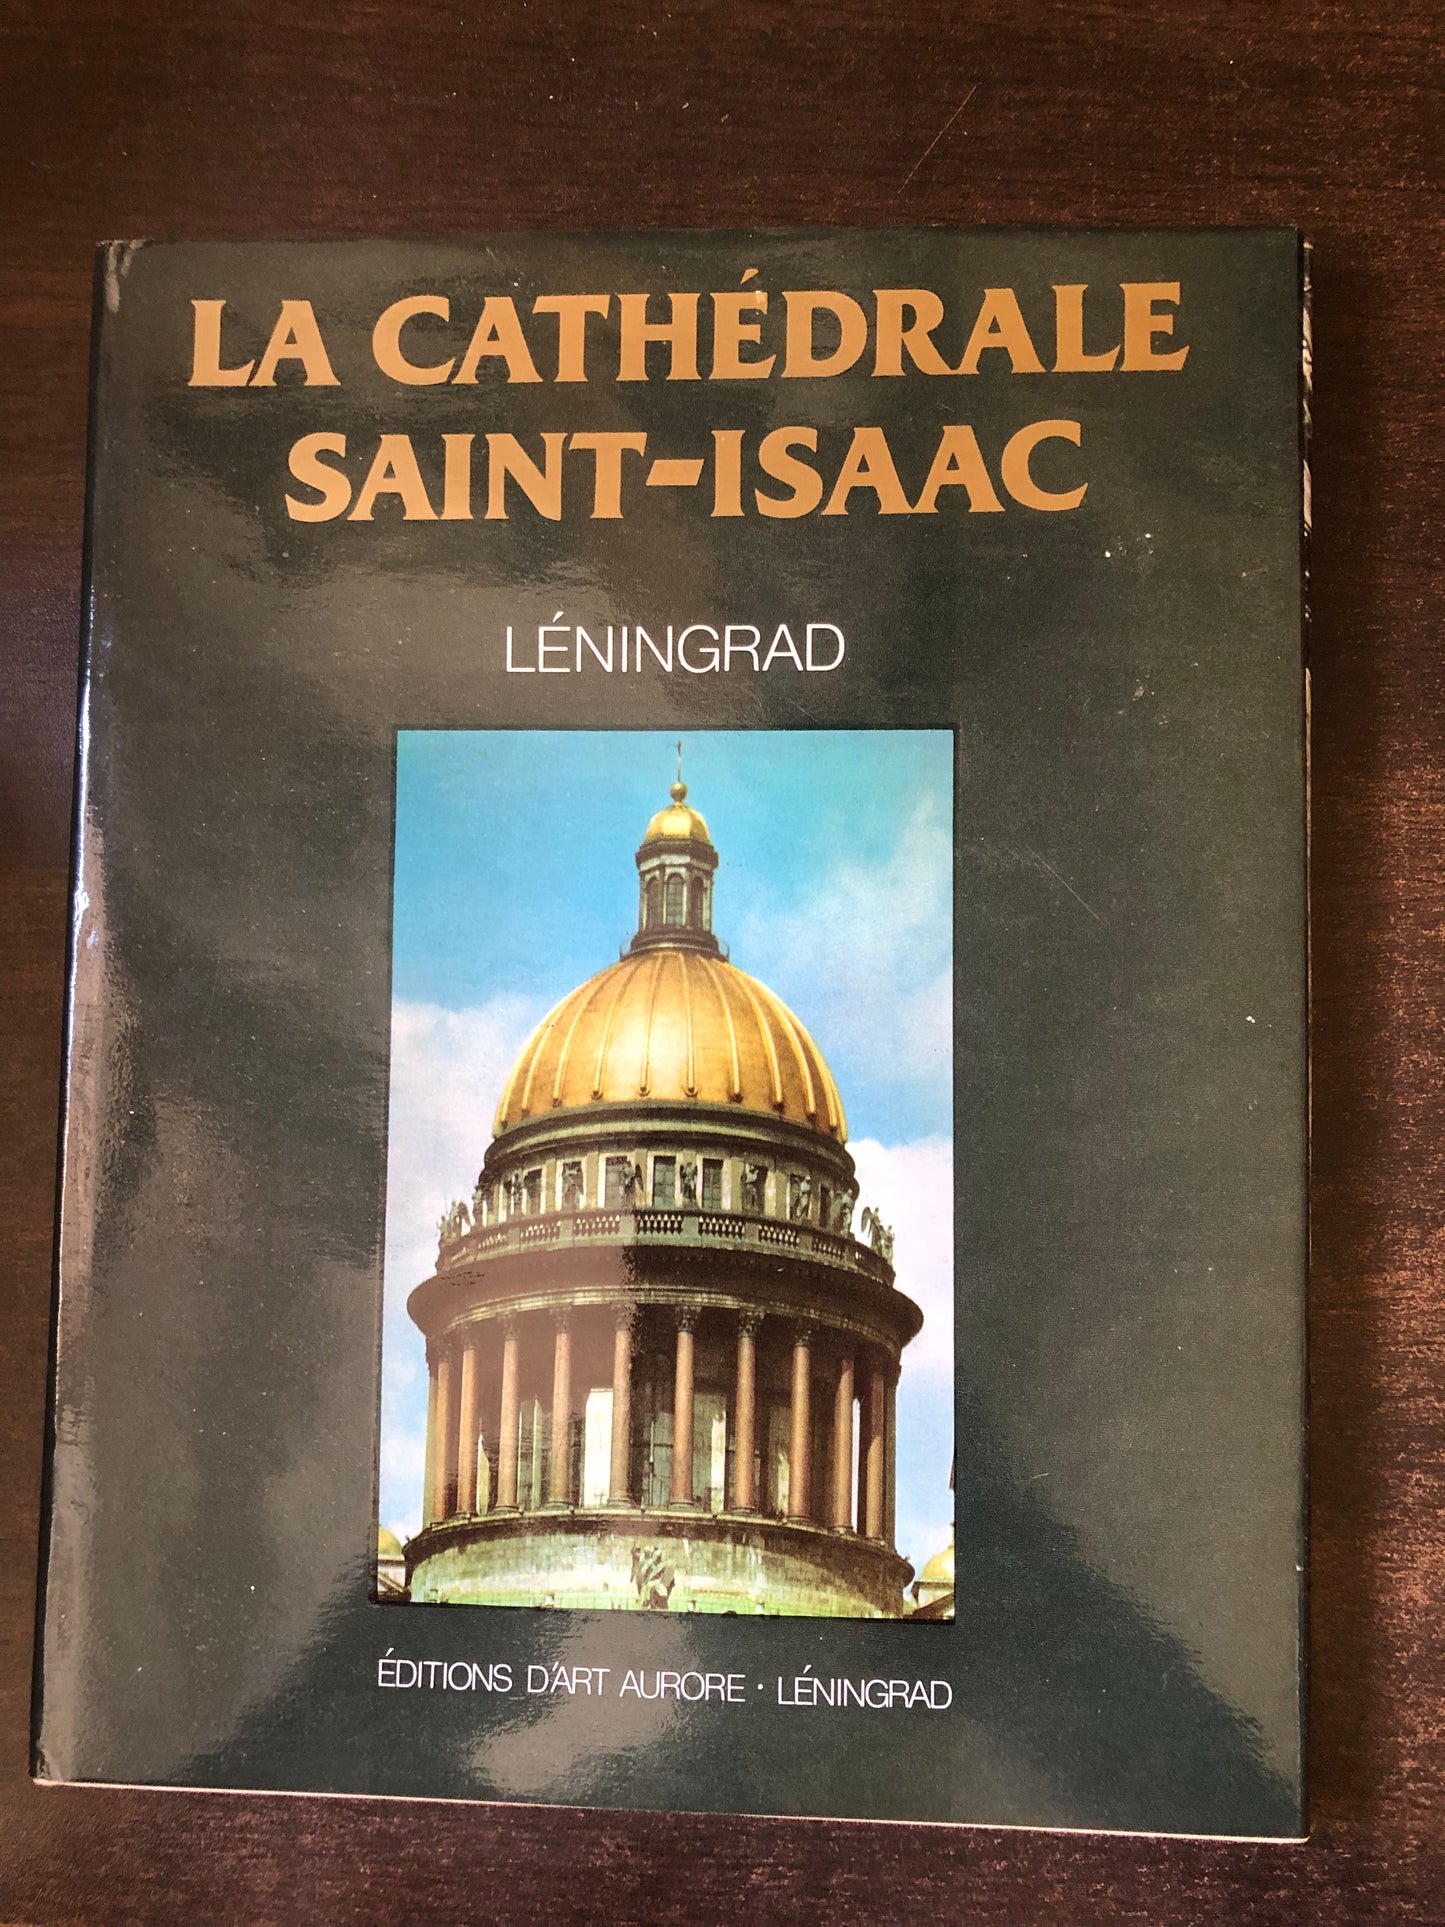 LA CATHÉDRALE
SAINT-ISAAC
LÉNINGRAD
ÉDITIONS D'ART AURORE • LÉNINGRAD